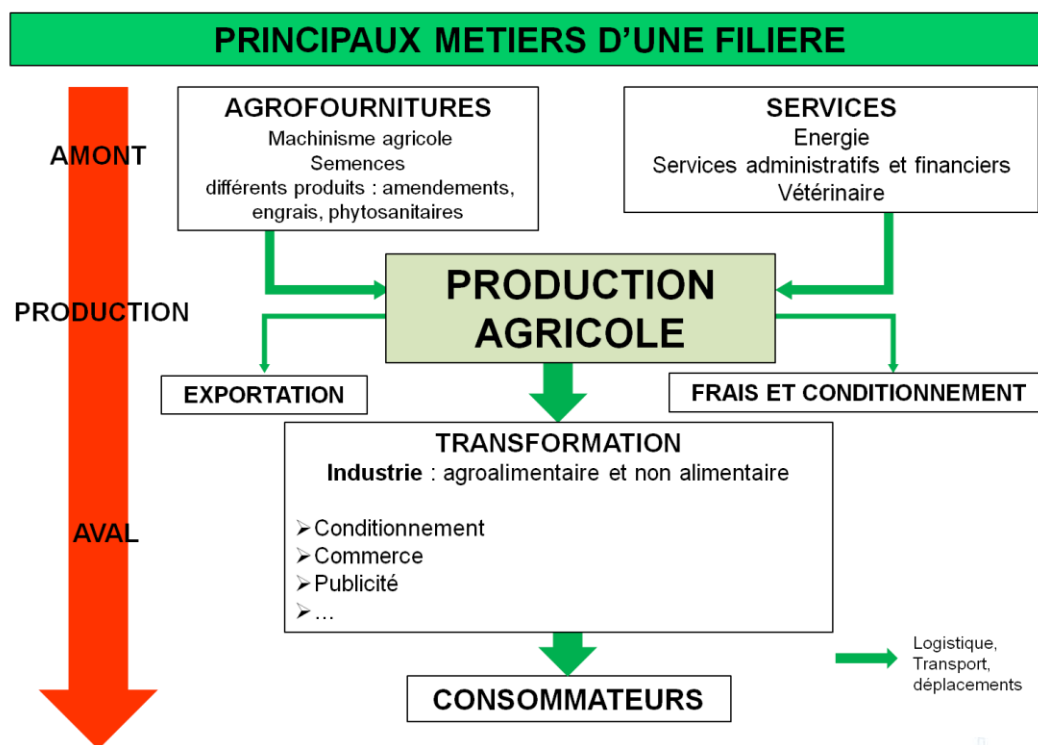 PRINCIPAUX METIERS D'UNE FILIERE
AMONT
AGROFOURNITURES
Machinisme agricole
Semences
différents produits : amendements,
engrais, phytosanitaires
SERVICES
Energie
Services administratifs et financiers
Vétérinaire
PRODUCTION
PRODUCTION
AGRICOLE
EXPORTATION
FRAIS ET CONDITIONNEMENT
AVAL
TRANSFORMATION
Industrie : agroalimentaire et non alimentaire
➢Conditionnement
➢Commerce
➢Publicité
➢...
Logistique,
Transport,
déplacements
CONSOMMATEURS